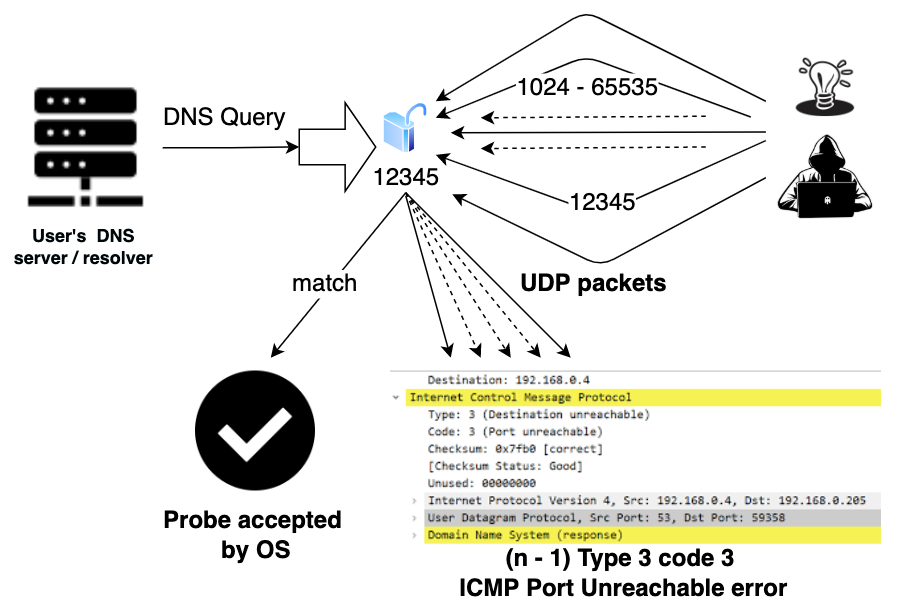 1024 - 65535
DNS Query
12345
12345
User's DNS
server / resolver
match
UDP packets
Destination: 192.168.0.4
Internet Control Message Protocol
Type: 3 (Destination unreachable)
Code: 3 (Port unreachable)
Checksum: 0x7fb0 [correct]
[Checksum Status: Good]
Unused: 00000000
Internet Protocol Version 4, Src: 192.168.0.4, Dst: 192.168.0.205
User Datagram Protocol, Src Port: 53, Dst Port: 59358
Domain Name System (response)
Probe accepted
by OS
(n - 1) Type 3 code 3
ICMP Port Unreachable error